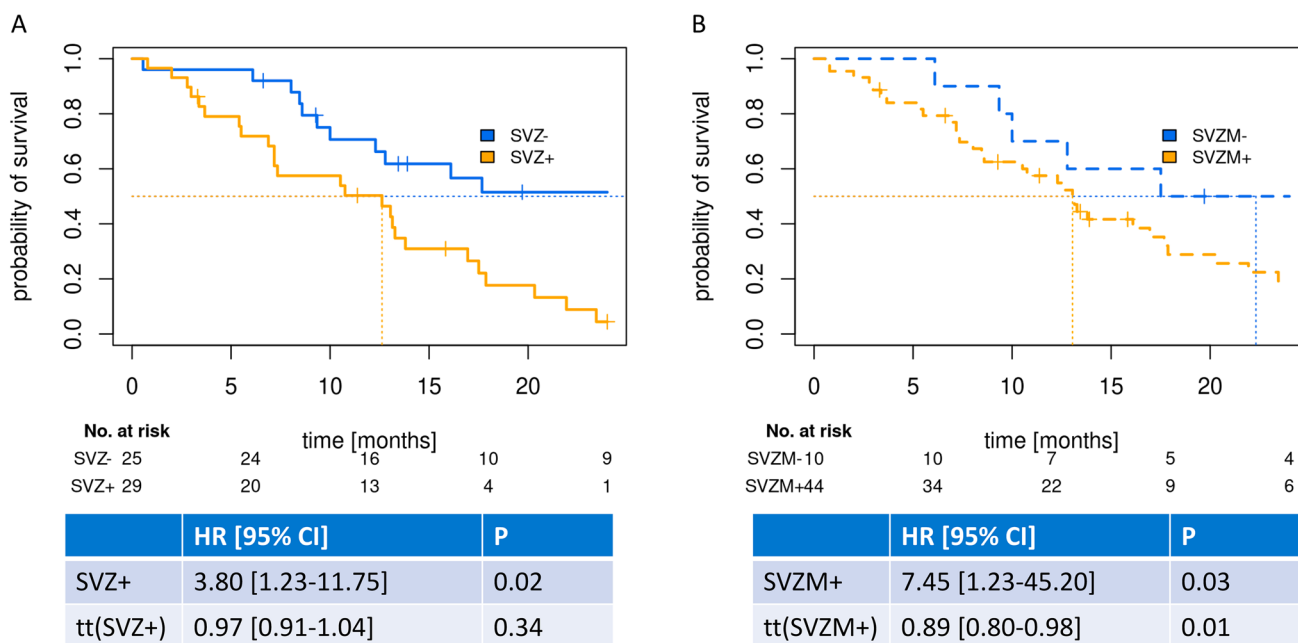 A
probability of survival
1.0
0.8
0.6
0.4
0.2
0.0
SVZ-
SVZ+
0 5 10 15 20
time [months]
No. at risk
SVZ- 25 24 16 10 9
SVZ+ 29 20 13 4 1
HR [95% CI] P
SVZ+ 3.80 [1.23-11.75] 0.02
tt(SVZ+) 0.97 [0.91-1.04] 0.34
B
probability of survival
1.0
0.8
0.6
0.4
0.2
0.0
SVZM-
SVZM+
0 5 10 15 20
time [months]
No. at risk
SVZM- 10 10 7 5 4
SVZM+ 44 34 22 9 6
HR [95% CI] P
SVZM+ 7.45 [1.23-45.20] 0.03
tt(SVZM+) 0.89 [0.80-0.98] 0.01